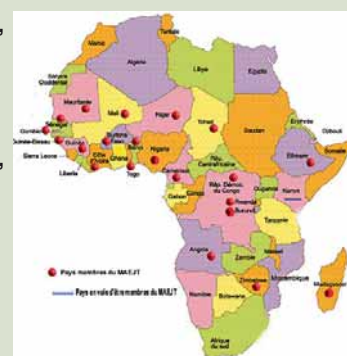 Maroc
Tunisie
Algérie
Libye
Egypte
Sahara
Occidental
Mauritanie
Mali
Niger
Tchad
Soudan
Erythrée
Djibouti
Sénégal
Gambie
Guinée-Bissau
Guinée
Sierra Leone
Liberia
Côte
d'Ivoire
Burkina
Faso
Ghana
Togo
Bénin
Nigeria
Cameroun
Rép.
Centrafricaine
Ethiopie
Somalie
Gabon
Congo
Rép. Démocr.
du Congo
Ouganda
Kenya
Rwanda
Burundi
Tanzanie
Angola
Zambie
Malawi
Mozambique
Zimbabwe
Namibie
Botswana
Madagascar
Afrique
du sud
Pays membres du MAEJT
Pays en voie d'être membres du MAEJT